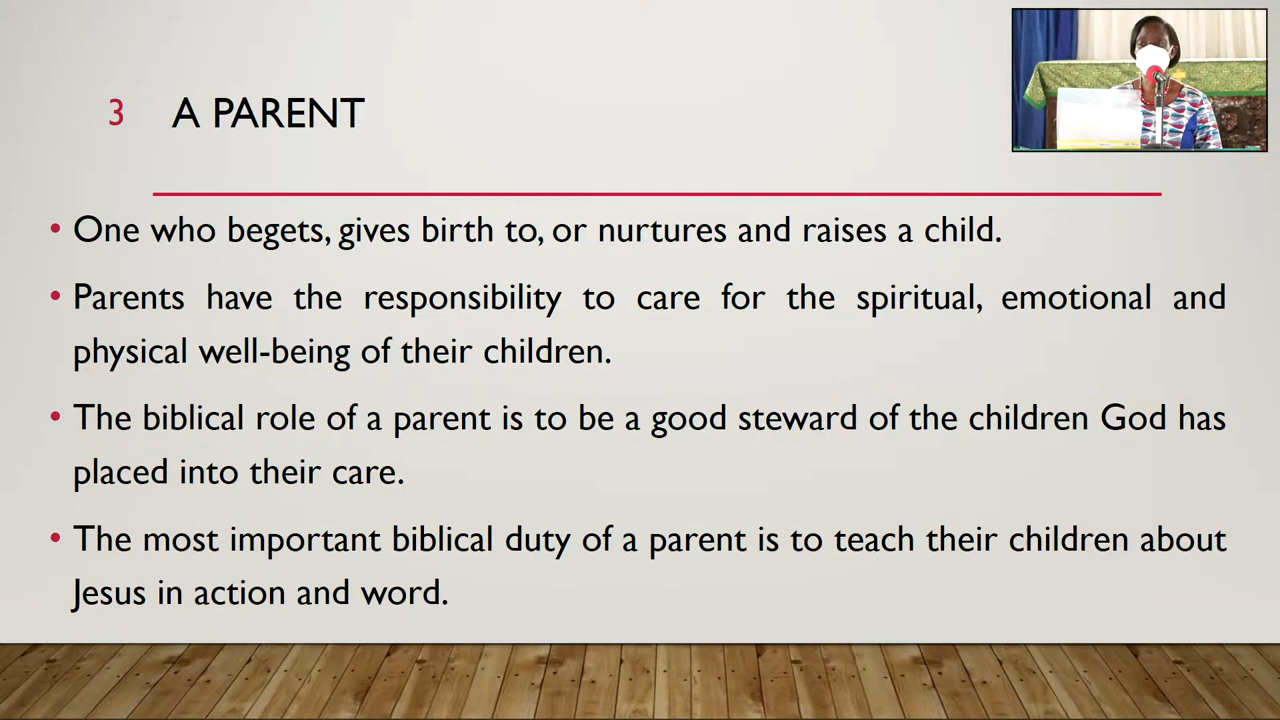 3 A PARENT
• One who begets, gives birth to, or nurtures and raises a child.
• Parents have the responsibility to care for the spiritual, emotional and
physical well-being of their children.
• The biblical role of a parent is to be a good steward of the children God has
placed into their care.
• The most important biblical duty of a parent is to teach their children about
Jesus in action and word.